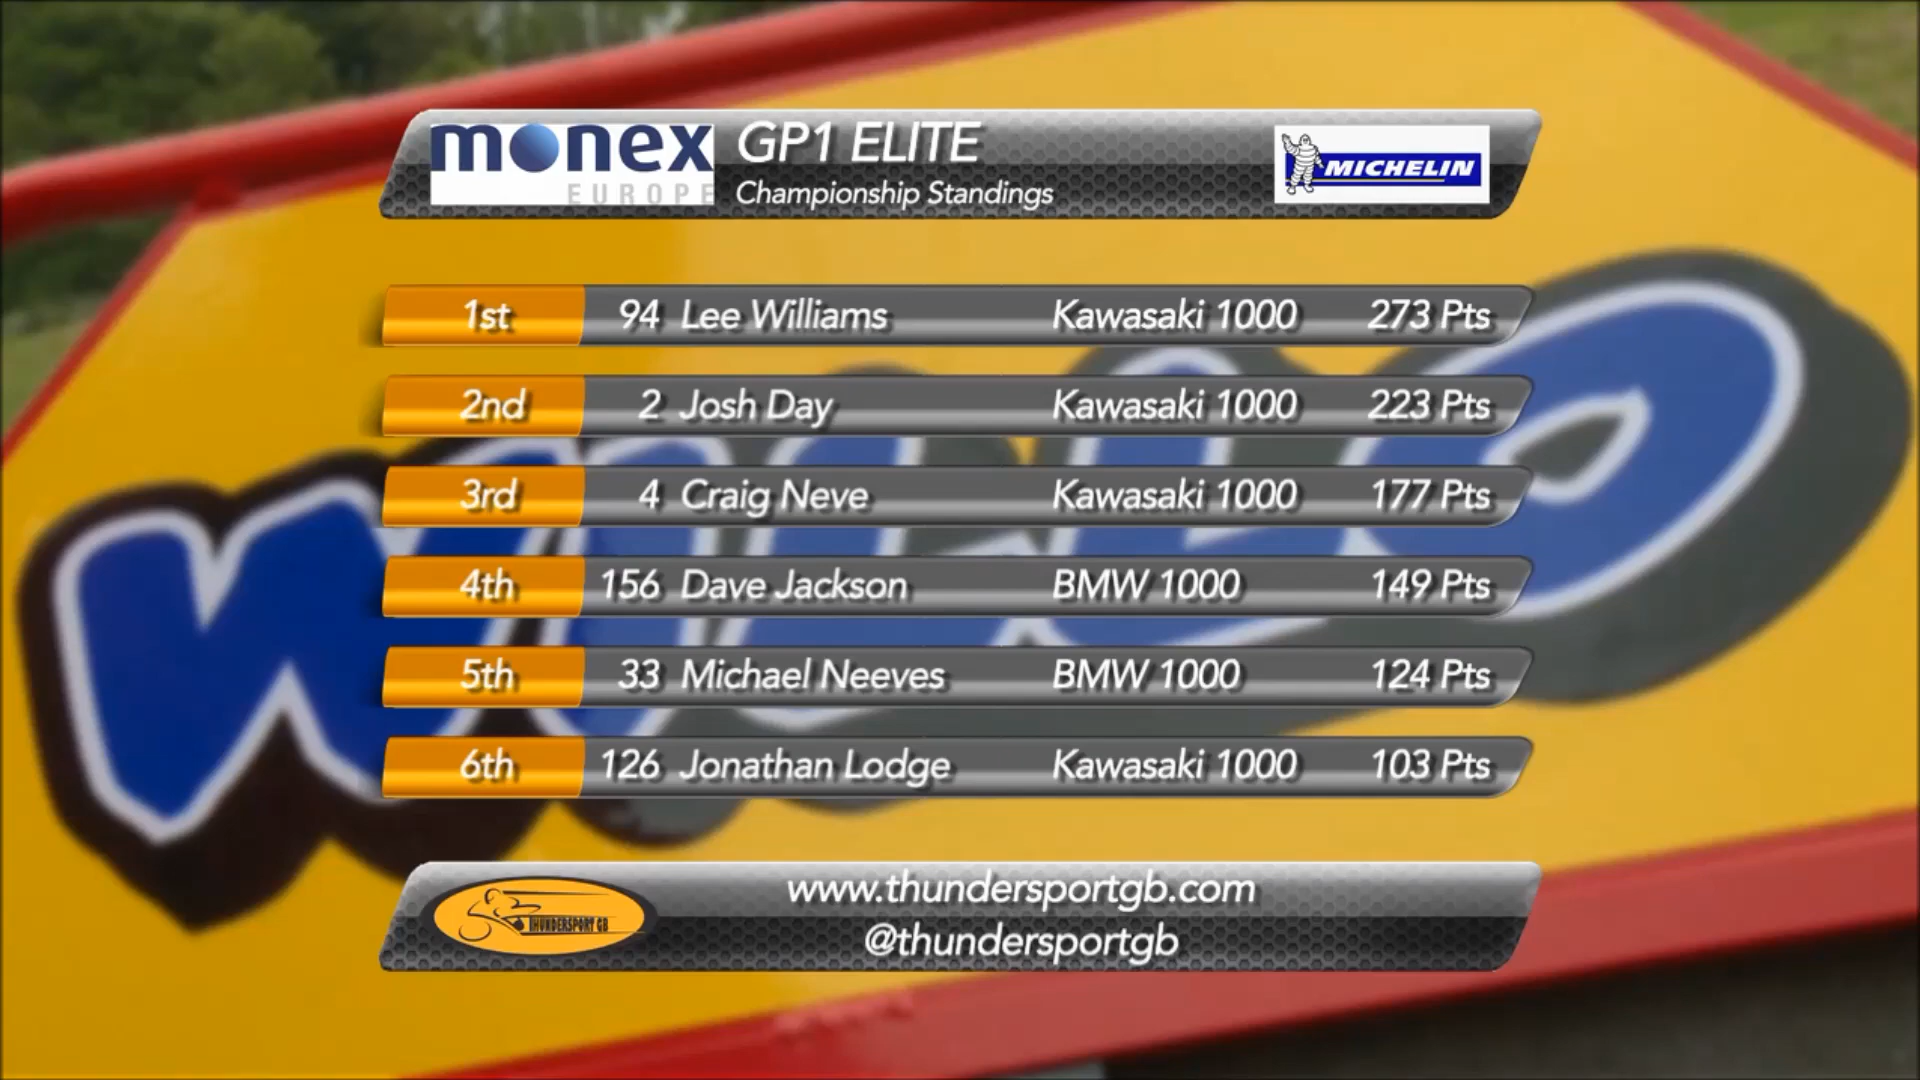 monex
EUROPE
GP1 ELITE
Championship Standings
MICHELIN
1st 94 Lee Williams Kawasaki 1000 273 Pts
2nd 2 Josh Day Kawasaki 1000 223 Pts
3rd 4 Craig Neve Kawasaki 1000 177 Pts
4th 156 Dave Jackson BMW 1000 149 Pts
5th 33 Michael Neeves BMW 1000 124 Pts
6th 126 Jonathan Lodge Kawasaki 1000 103 Pts
THUNDERSPORT GB
www.thundersportgb.com
@thundersportgb